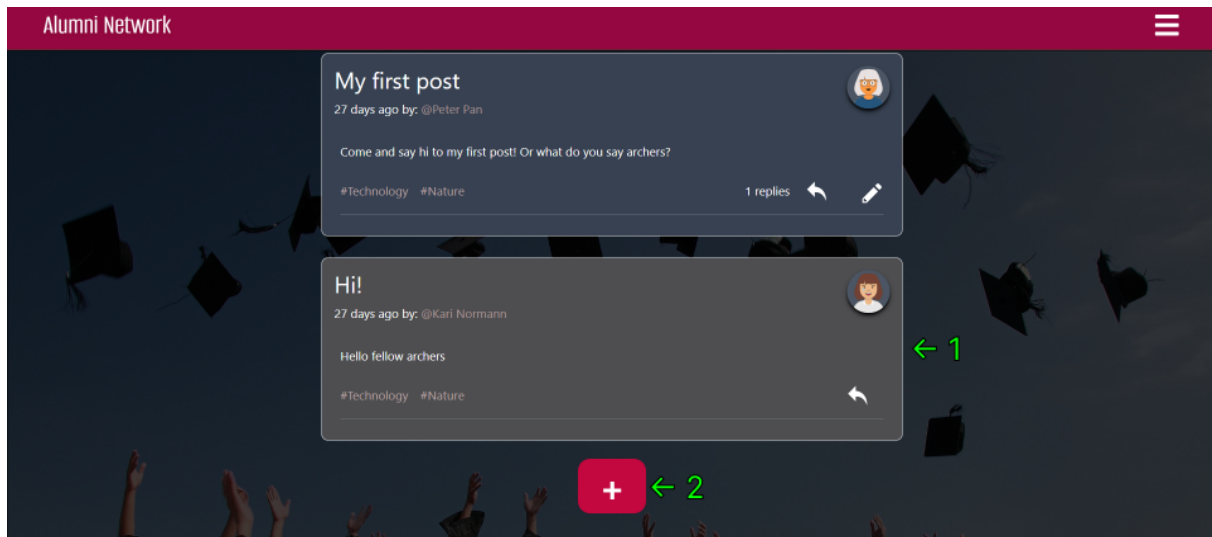 Alumni Network
My first post
27 days ago by: @Peter Pan
Come and say hi to my first post! Or what do you say archers?
#Technology #Nature 1 replies
Hi!
27 days ago by: @Kari Normann
Hello fellow archers
← 1
#Technology #Nature
+ ← 2